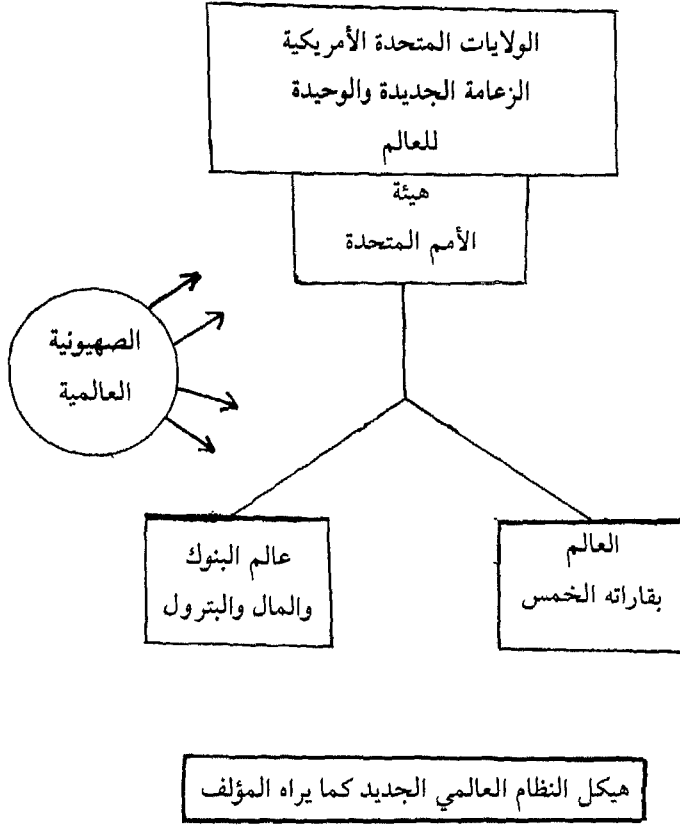 الولايات المتحدة الأمريكية
الزعامة الجديدة والوحيدة
للعالم
هيئة
الأمم المتحدة
الصهيونية
العالمية
العالم
بقاراته الخمس
عالم البنوك
والمال والبترول
هيكل النظام العالمي الجديد كما يراه المؤلف